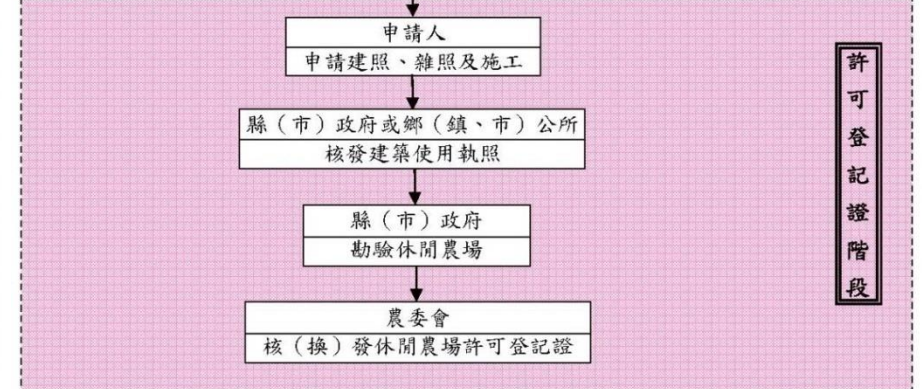 申請人
申請建照、雜照及施工
縣（市）政府或鄉（鎮、市）公所
核發建築使用執照
縣（市）政府
勘驗休閒農場
農委會
核（換）發休閒農場許可登記證
許可登記證階段